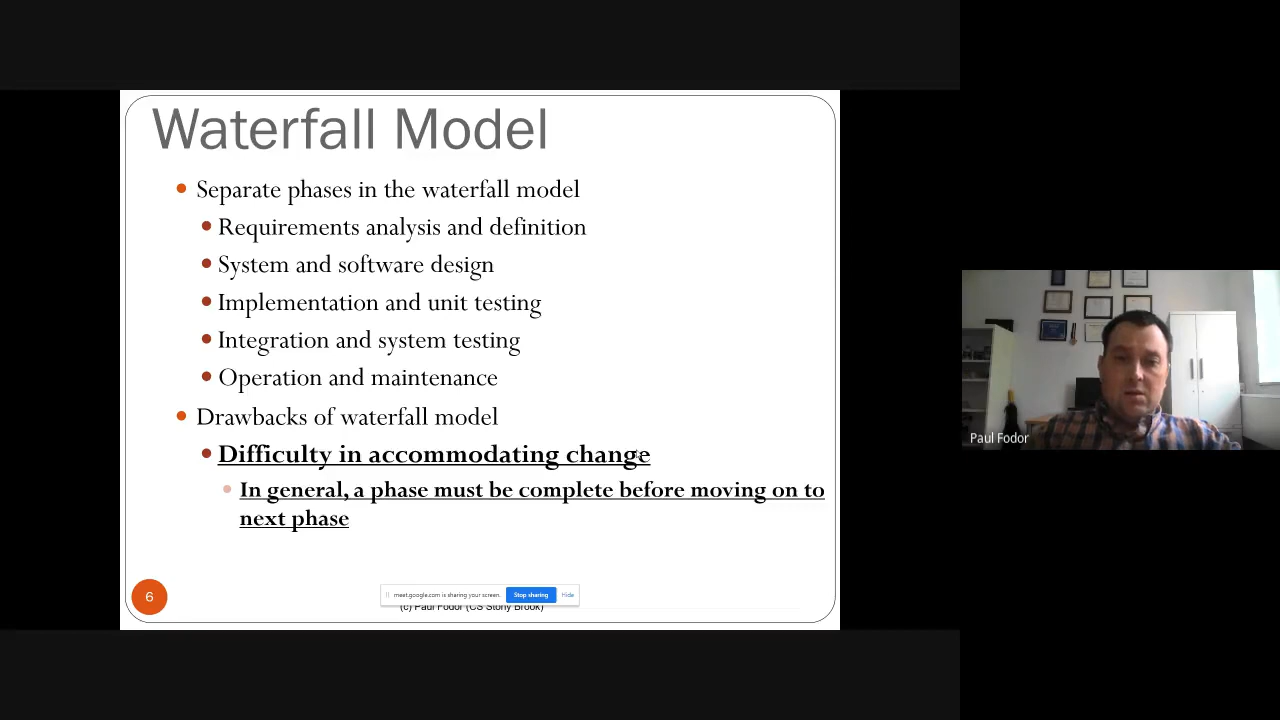 Waterfall Model
Separate phases in the waterfall model
Requirements analysis and definition
System and software design
Implementation and unit testing
Integration and system testing
Operation and maintenance
Drawbacks of waterfall model
Difficulty in accommodating change
In general, a phase must be complete before moving on to
next phase
6
meet.google.com is sharing your screen.
Stop sharing
Hide
(c) Paul Fodor (CS Stony Brook)
Paul Fodor